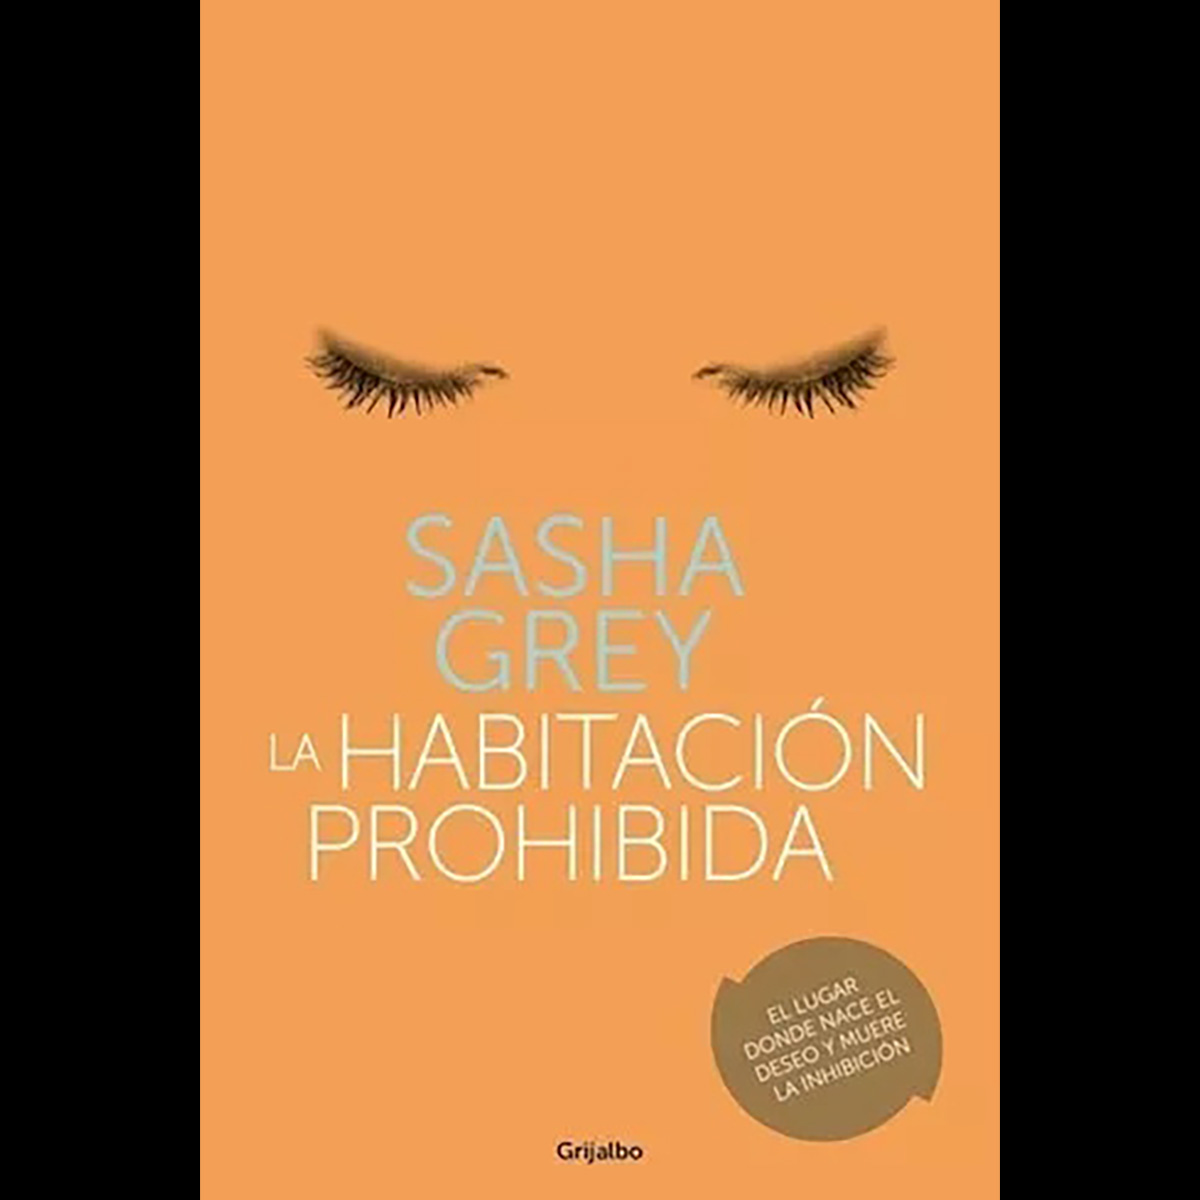 SASHA
GREY
LA HABITACIÓN
PROHIBIDA
EL LUGAR
DONDE NACE EL
DESEO Y MUERE
LA INHIBICIÓN
Grijalbo